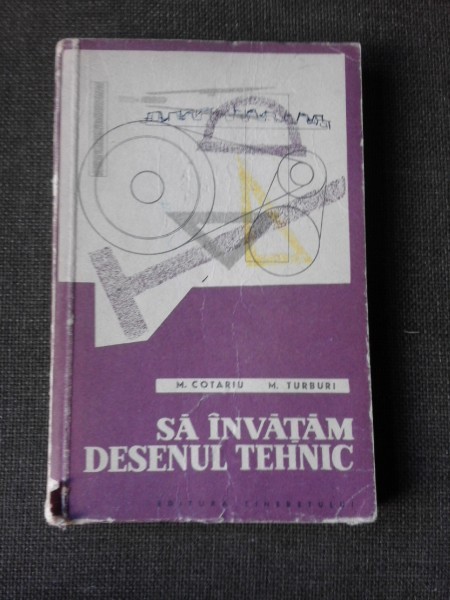 M. COTARIU M. TURBURI
SĂ ÎNVĂȚĂM
DESENUL TEHNIC
EDITURA TINERETULUI